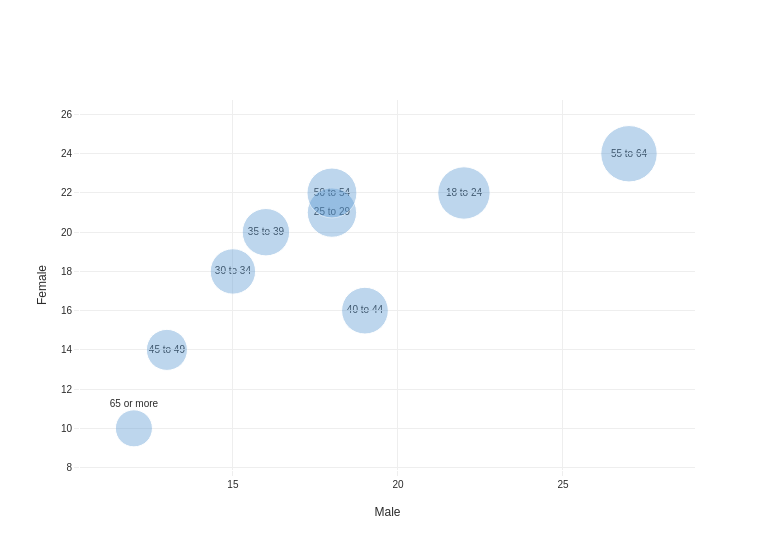 26
24
22
20
18
16
14
12
10
8
Female
55 to 64
50 to 54
18 to 24
25 to 29
35 to 39
30 to 34
40 to 44
45 to 49
65 or more
15
20
25
Male